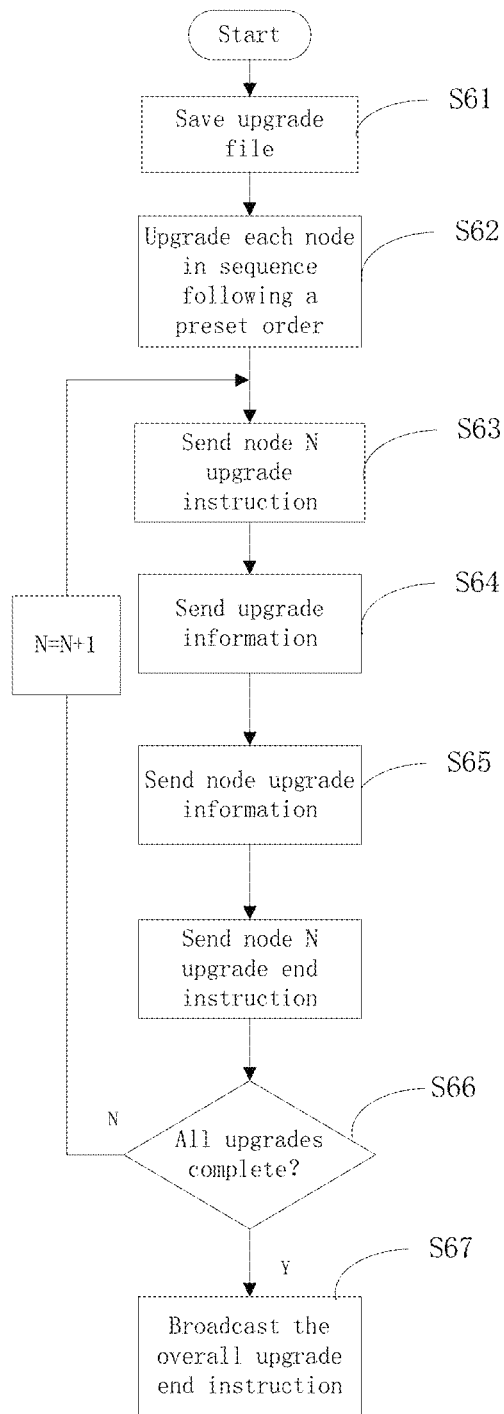 Start
S61
Save upgrade
file
S62
Upgrade each node
in sequence
following a
preset order
S63
Send node N
upgrade
instruction
S64
Send upgrade
information
N=N+1
S65
Send node upgrade
information
Send node N
upgrade end
instruction
S66
N
All upgrades
complete?
Y
S67
Broadcast the
overall upgrade
end instruction